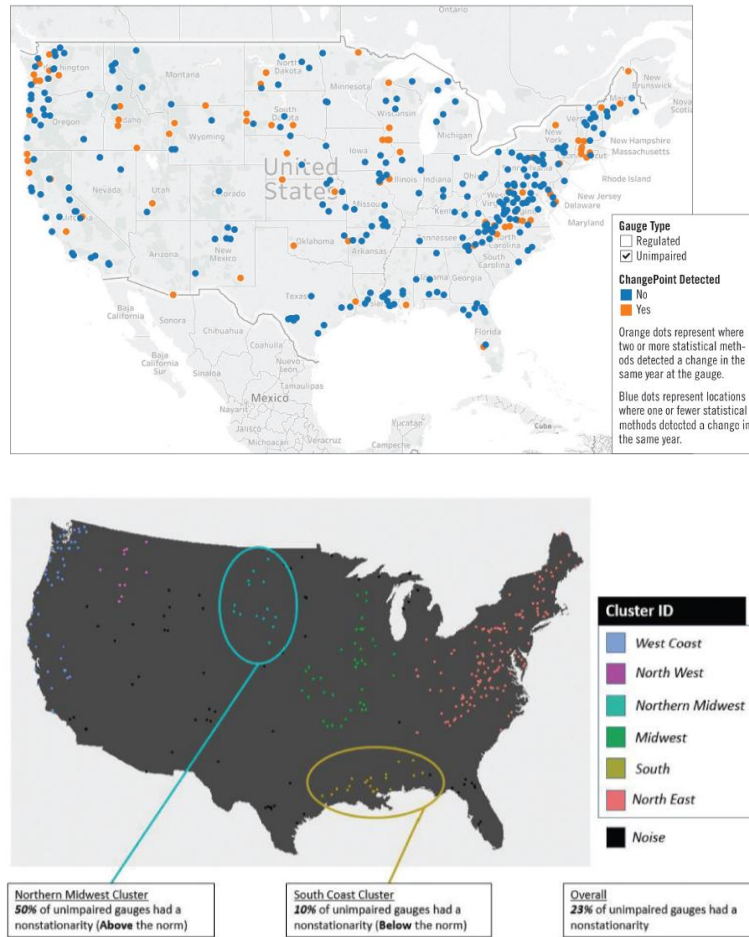 Ontario
Washington
Montana
North
Dakota
Minnesota
New
Brunswick
Nova
Oregon
Idaho
South
Dakota
Wisconsin
Michigan
Wyoming
New
York
New Hampshire
Massachusetts
Rhode Island
Iowa
United
States
Nevada
Utah
Colorado
Illinois
Indiana
Ohio
West
Virginia
New Jersey
Delaware
Maryland
Missouri
California
Oklahoma
Tennessee
North
Carolina
Arkansas
Arizona
New
Mexico
South
Carolina
Georgia
Texas
Baja
California
Sonora
Chihuahua
Florida
Baja
California
Sur
Coahuila
Nuevo
Leon
Sinaloa
Tamaulipas
Mexico
Nayarit
Jalisco
Michoacan
Veracruz
Yucatan
Campeche
Cuba
Gauge Type
Regulated
Unimpaired
ChangePoint Detected
No
Yes
Orange dots represent where
two or more statistical meth-
ods detected a change in the
same year at the gauge.
Blue dots represent locations
where one or fewer statistical
methods detected a change in
the same year.
Cluster ID
West Coast
North West
Northern Midwest
Midwest
South
North East
Noise
Northern Midwest Cluster
50% of unimpaired gauges had a
nonstationarity (Above the norm)
South Coast Cluster
10% of unimpaired gauges had a
nonstationarity (Below the norm)
Overall
23% of unimpaired gauges had a
nonstationarity